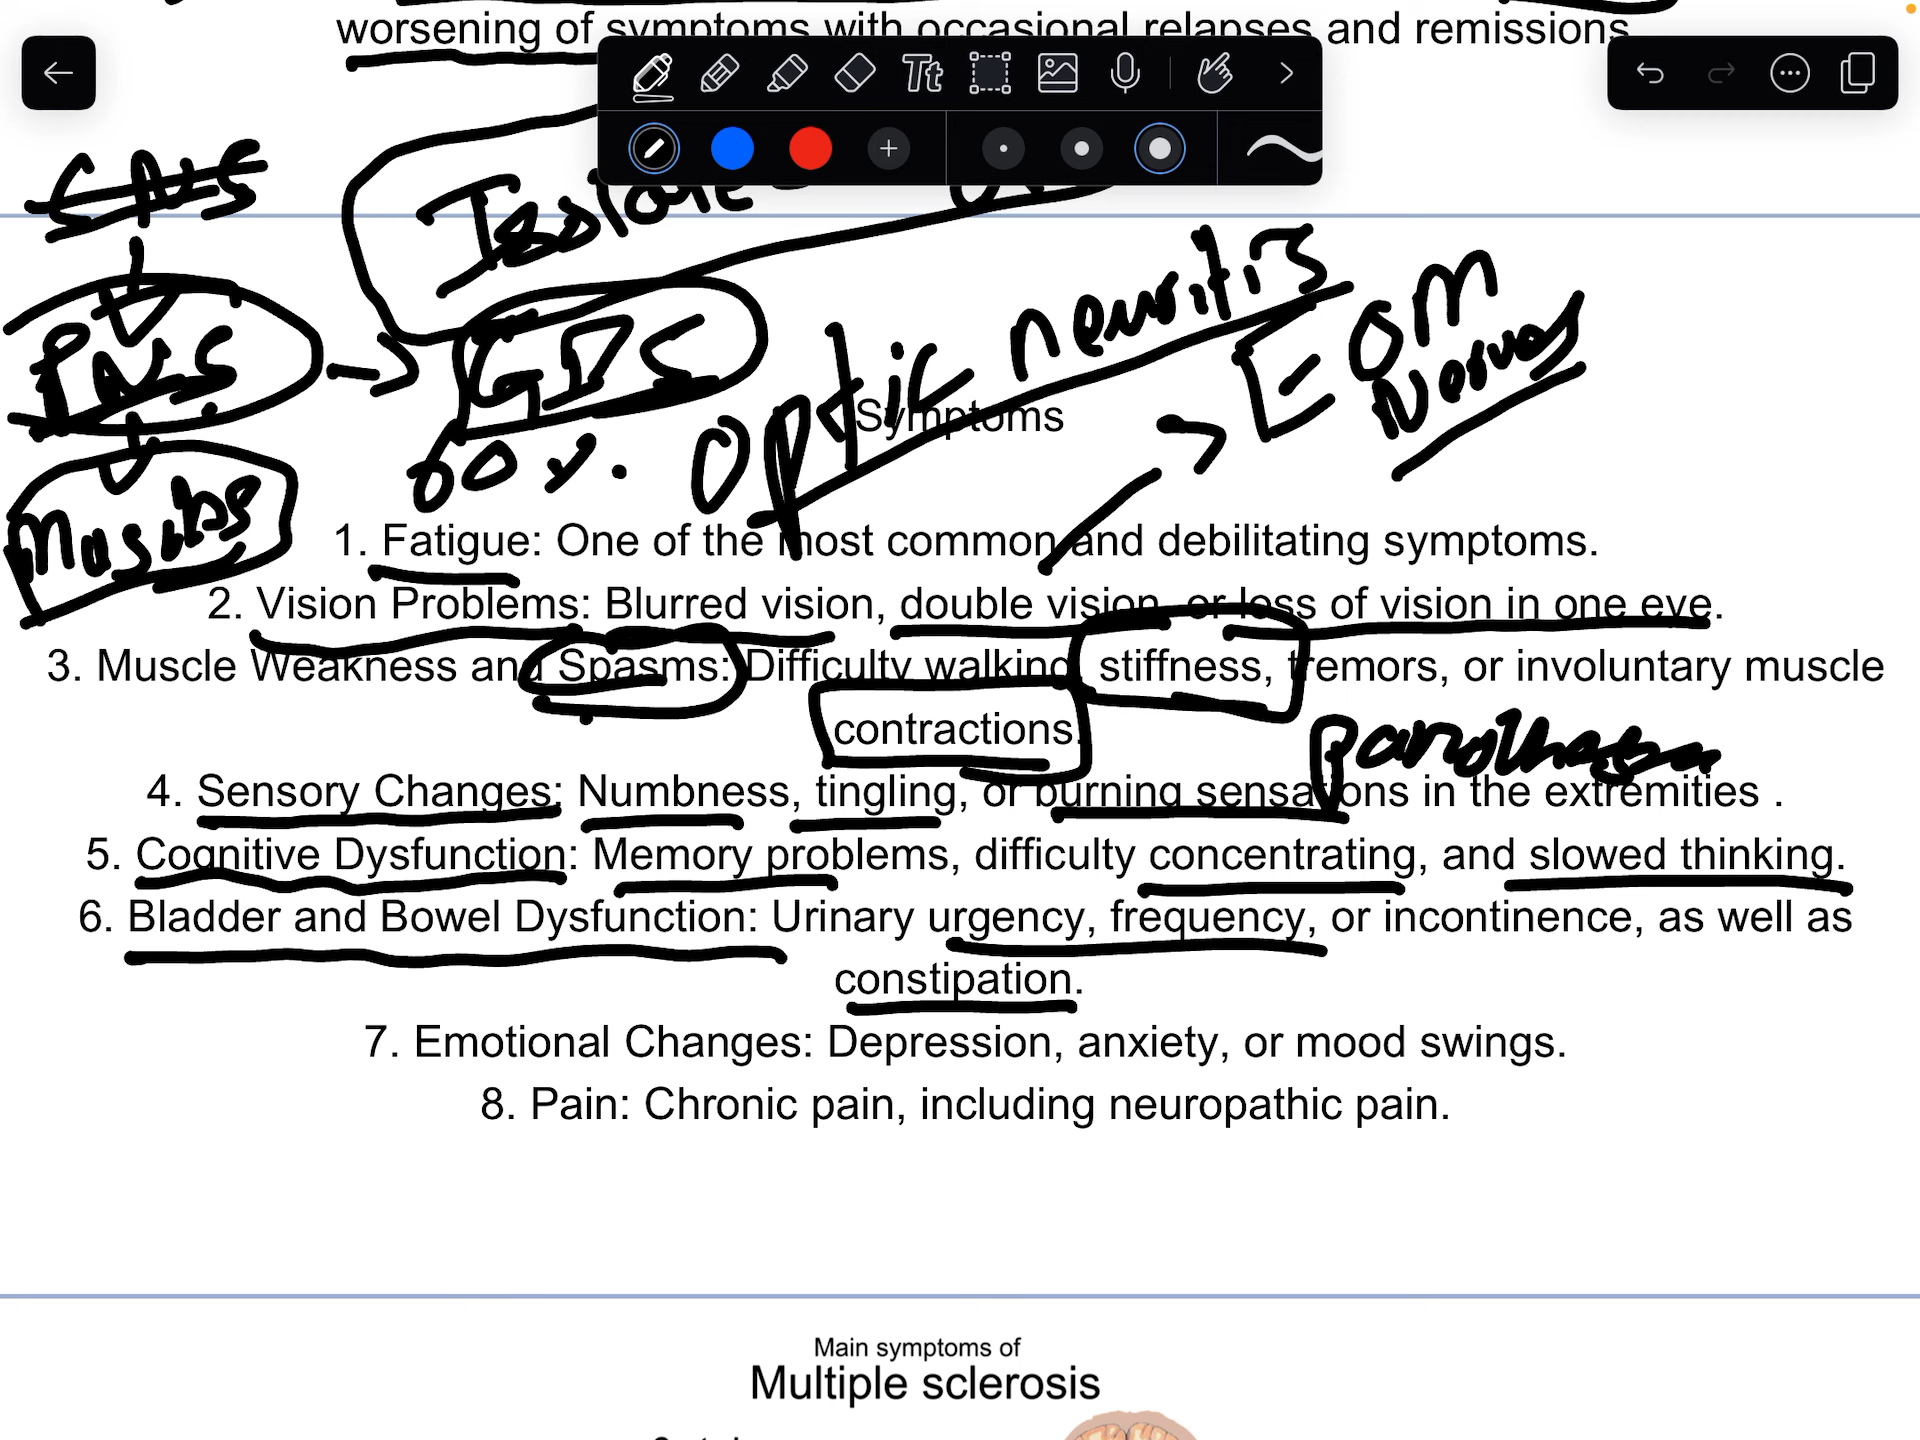 worsening of symptoms with occasional relapses and remissions
Tt
CNS
PNS
GBS
Optic neuritis
EOM
Nerves
60%.
Symptoms
1. Fatigue: One of the most common and debilitating symptoms.
2. Vision Problems: Blurred vision, double vision, or loss of vision in one eye.
3. Muscle Weakness and Spasms: Difficulty walking, stiffness, tremors, or involuntary muscle
contractions.
4. Sensory Changes: Numbness, tingling, or burning sensations in the extremities .
5. Cognitive Dysfunction: Memory problems, difficulty concentrating, and slowed thinking.
6. Bladder and Bowel Dysfunction: Urinary urgency, frequency, or incontinence, as well as
constipation.
7. Emotional Changes: Depression, anxiety, or mood swings.
8. Pain: Chronic pain, including neuropathic pain.
Main symptoms of
Multiple sclerosis